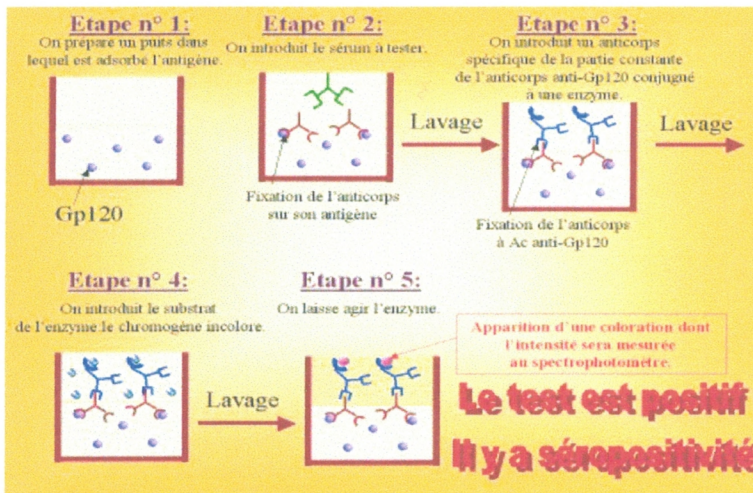 Etape n° 1:
On prépare un puits dans
lequel est adsorbé l'antigène.
Gp120
Etape n° 2:
On introduit le sérum à tester.
Fixation de l'anticorps
sur son antigène
Lavage
Etape n° 3:
On introduit un anticorps
spécifique de la partie constante
de l'anticorps anti-Gp120 conjugué
à une enzyme.
Fixation de l'anticorps
à Ac anti-Gp120
Lavage
Etape n° 4:
On introduit le substrat
de l'enzyme:le chromogène incolore.
Lavage
Etape n° 5:
On laisse agir l'enzyme.
Apparition d'une coloration dont
l'intensité sera mesurée
au spectrophotomètre.
Le test est positif
Il y a séropositivité